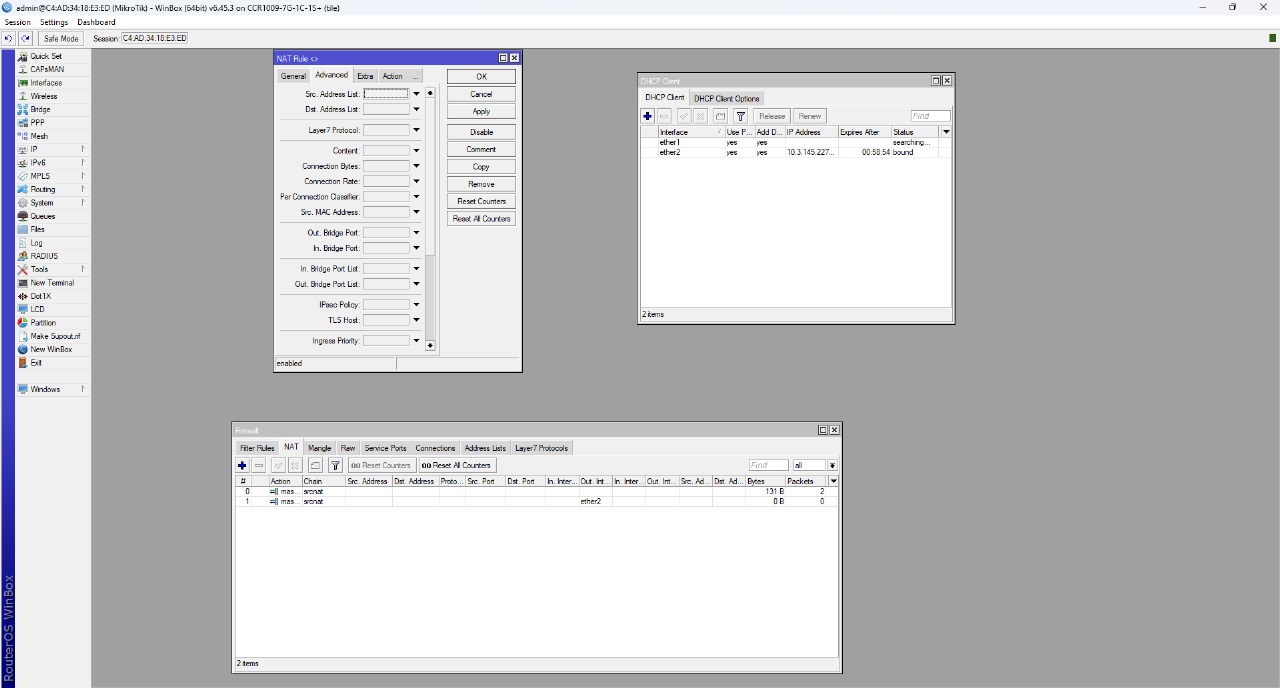 admin@C4:AD:34:18:E3:ED (MikroTik) - WinBox (64bit) v6.45.3 on CCR1009-7G-1C-1S+ (tile)
Session Settings Dashboard
Safe Mode Session: C4:AD:34:18:E3:ED
Quick Set
CAPsMAN
Interfaces
Wireless
Bridge
PPP
Mesh
IP
IPv6
MPLS
Routing
System
Queues
Files
Log
RADIUS
Tools
New Terminal
Dot1X
LCD
Partition
Make Supout.rif
New WinBox
Exit
Windows
RouterOS WinBox
NAT Rule <>
General Advanced Extra Action ...
Src. Address List:
Dst. Address List:
Layer7 Protocol:
Content:
Connection Bytes:
Connection Rate:
Per Connection Classifier:
Src. MAC Address:
Out. Bridge Port:
In. Bridge Port:
In. Bridge Port List:
Out. Bridge Port List:
IPsec Policy:
TLS Host:
Ingress Priority:
OK
Cancel
Apply
Disable
Comment
Copy
Remove
Reset Counters
Reset All Counters
enabled
DHCP Client
DHCP Client DHCP Client Options
Release Renew Find
Interface Use P... Add D... IP Address Expires After Status
ether1 yes yes searching...
ether2 yes yes 10.3.145.227... 00:58:54 bound
2 items
Firewall
Filter Rules NAT Mangle Raw Service Ports Connections Address Lists Layer7 Protocols
00 Reset Counters 00 Reset All Counters Find all
# Action Chain Src. Address Dst. Address Proto... Src. Port Dst. Port In. Inter... Out. Int... In. Inter... Out. Int... Src. Ad... Dst. Ad... Bytes Packets
0 mas... srcnat 131 B 2
1 mas... srcnat ether2 0 B 0
2 items